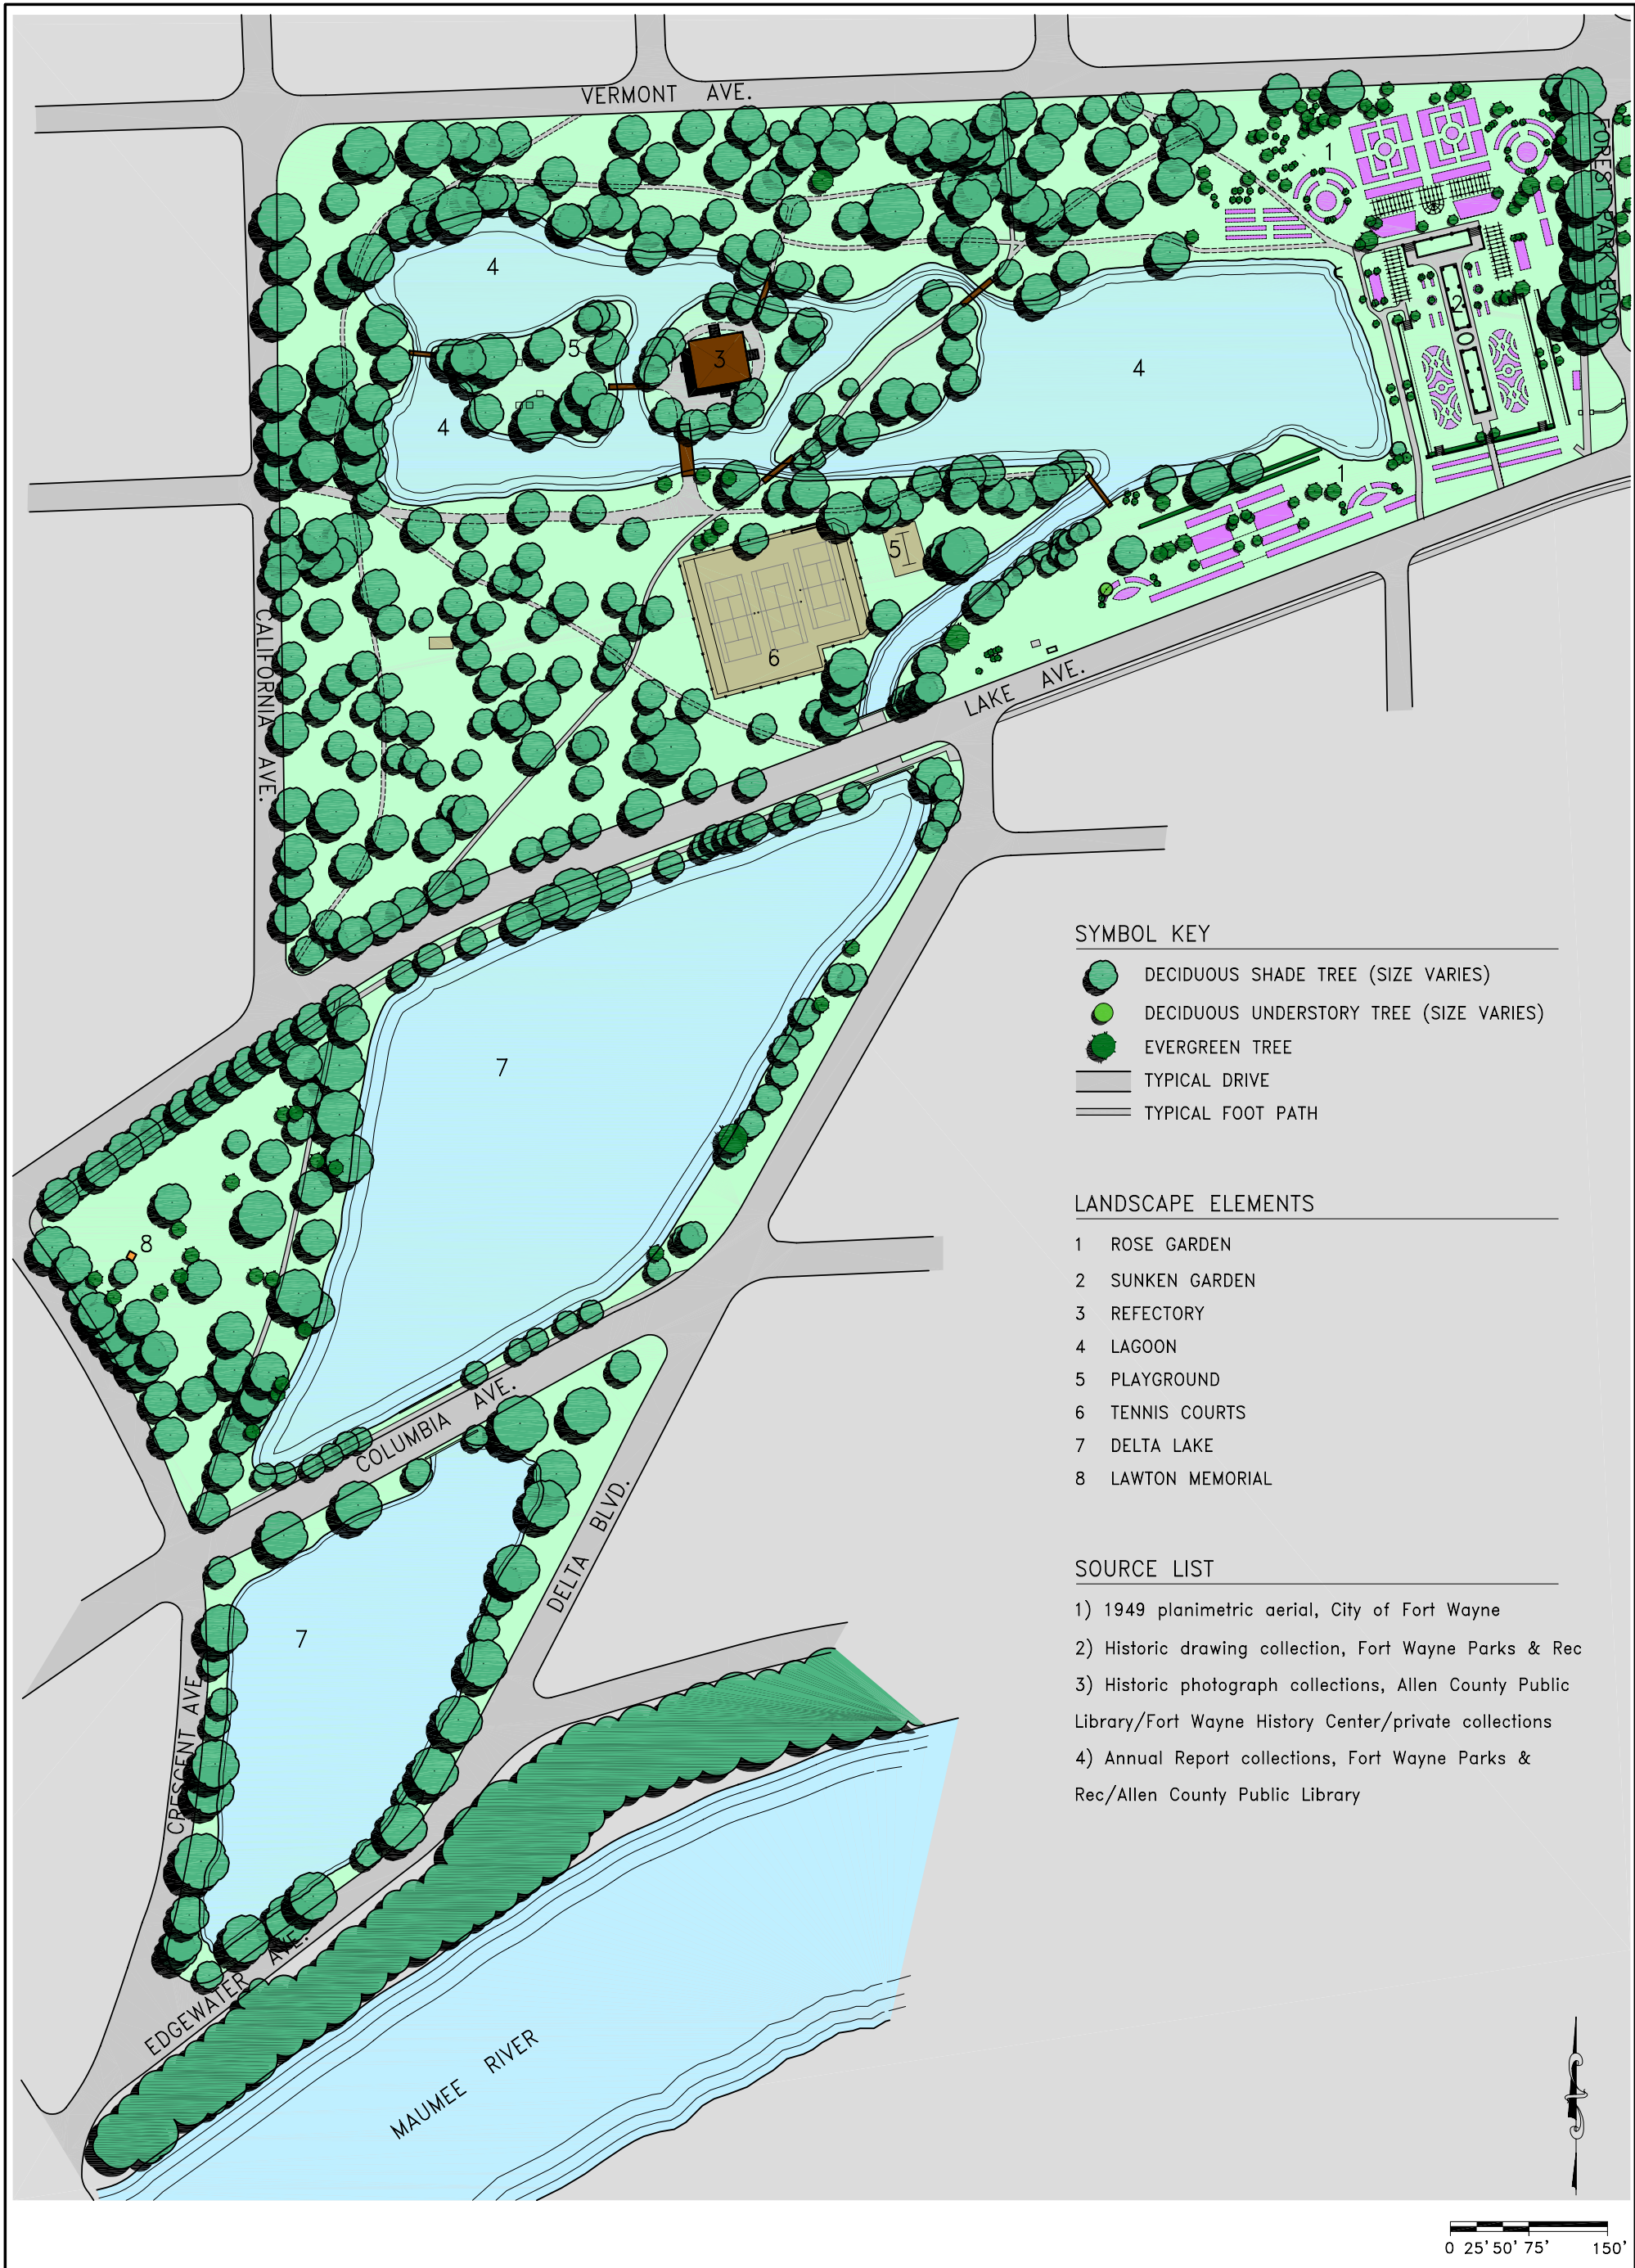 VERMONT AVE.
FOREST PARK BLVD.
1
4
2
5
3
4
4
1
5
6
CALIFORNIA AVE.
LAKE AVE.
SYMBOL KEY
DECIDUOUS SHADE TREE (SIZE VARIES)
DECIDUOUS UNDERSTORY TREE (SIZE VARIES)
EVERGREEN TREE
TYPICAL DRIVE
TYPICAL FOOT PATH
7
8
LANDSCAPE ELEMENTS
1 ROSE GARDEN
2 SUNKEN GARDEN
3 REFECTORY
4 LAGOON
5 PLAYGROUND
6 TENNIS COURTS
7 DELTA LAKE
8 LAWTON MEMORIAL
COLUMBIA AVE.
DELTA BLVD.
7
CRESCENT AVE.
SOURCE LIST
1) 1949 planimetric aerial, City of Fort Wayne
2) Historic drawing collection, Fort Wayne Parks & Rec
3) Historic photograph collections, Allen County Public
Library/Fort Wayne History Center/private collections
4) Annual Report collections, Fort Wayne Parks &
Rec/Allen County Public Library
EDGEWATER AVE.
MAUMEE RIVER
0 25' 50' 75' 150'